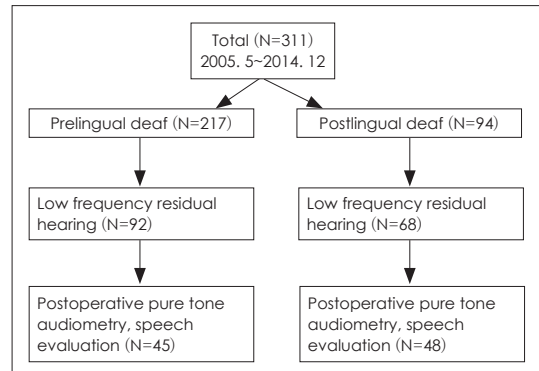 Total (N=311)
2005. 5~2014. 12
Prelingual deaf (N=217)
Postlingual deaf (N=94)
Low frequency residual
hearing (N=92)
Low frequency residual
hearing (N=68)
Postoperative pure tone
audiometry, speech
evaluation (N=45)
Postoperative pure tone
audiometry, speech
evaluation (N=48)